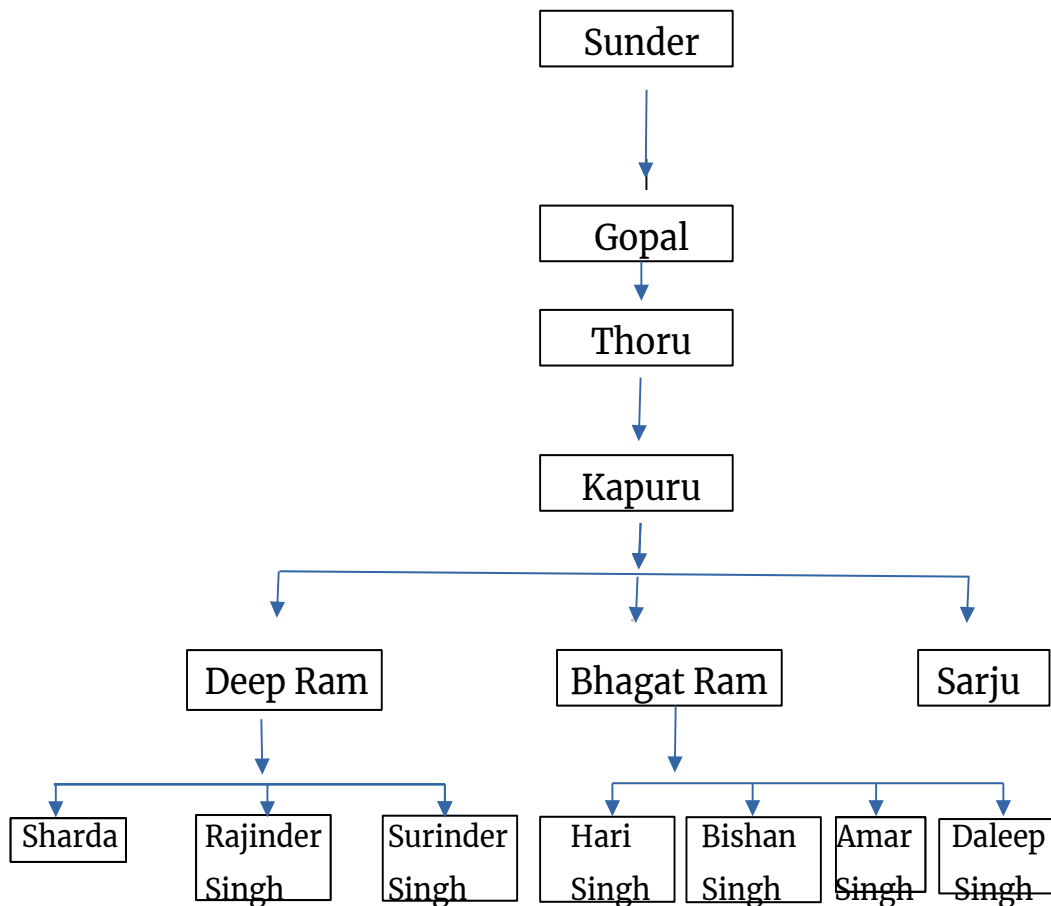 Sunder
Gopal
Thoru
Kapuru
Deep Ram
Bhagat Ram
Sarju
Sharda
Rajinder
Singh
Surinder
Singh
Hari
Singh
Bishan
Singh
Amar
Singh
Daleep
Singh